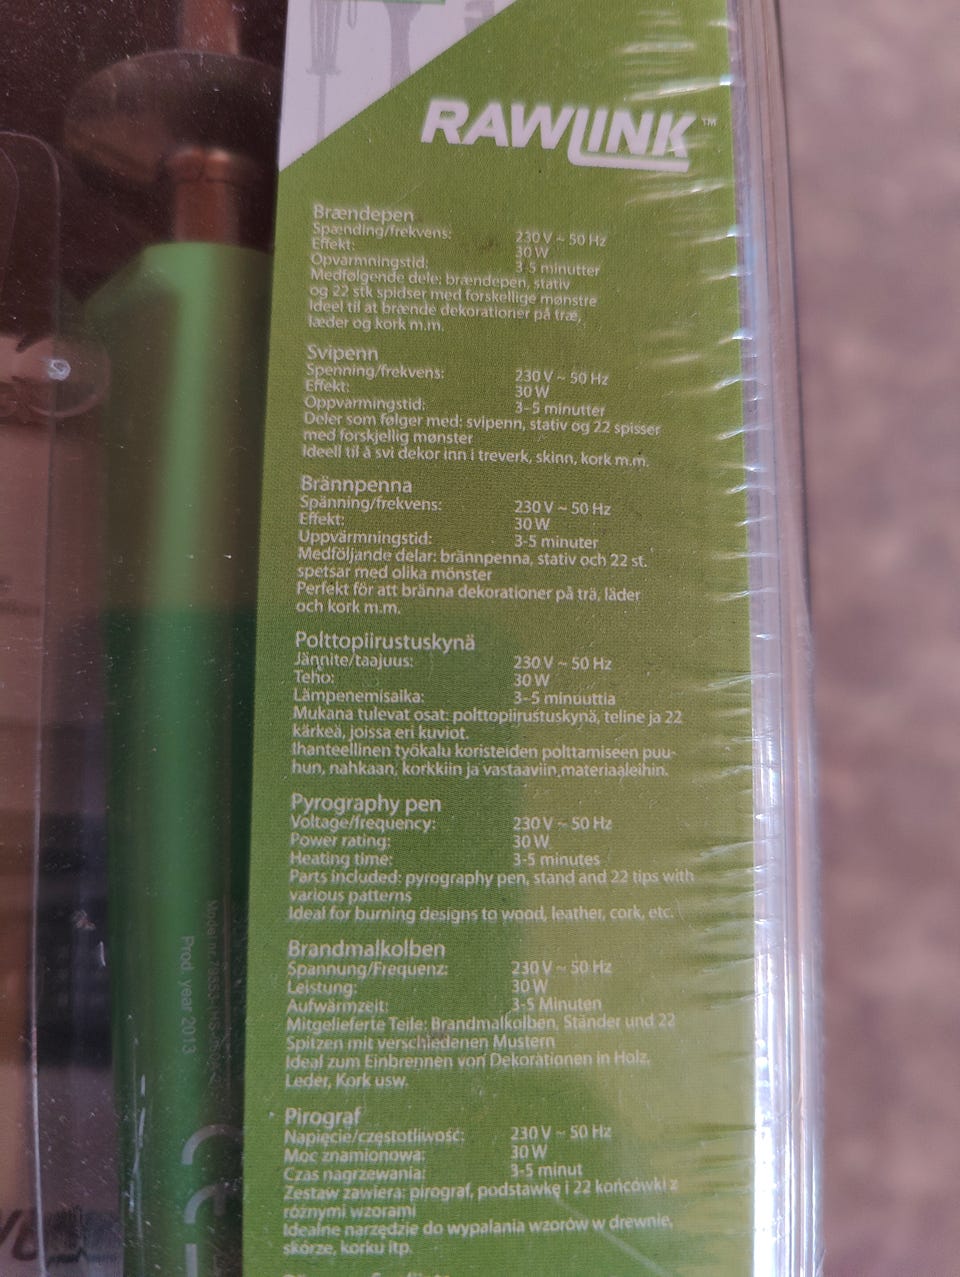 RAWLINK™
Brændepen
Spænding/frekvens: 230 V ~ 50 Hz
Effekt: 30 W
Opvarmningstid: 3-5 minutter
Medfølgende dele: brændepen, stativ
og 22 stk spidser med forskellige mønstre
Ideel til at brænde dekorationer på træ,
læder og kork m.m.
Svipenn
Spenning/frekvens: 230 V ~ 50 Hz
Effekt: 30 W
Oppvarmingstid: 3-5 minutter
Deler som følger med: svipenn, stativ og 22 spisser
med forskjellig mønster
Ideell til å svi dekor inn i treverk, skinn, kork m.m.
Brännpenna
Spänning/frekvens: 230 V ~ 50 Hz
Effekt: 30 W
Uppvärmningstid: 3-5 minuter
Medföljande delar: brännpenna, stativ och 22 st.
spetsar med olika mönster
Perfekt för att bränna dekorationer på trä, läder
och kork m.m.
Polttopiirustuskynä
Jännite/taajuus: 230 V ~ 50 Hz
Teho: 30 W
Lämpenemisaika: 3-5 minuuttia
Mukana tulevat osat: polttopiirustuskynä, teline ja 22
kärkeä, joissa eri kuviot.
Ihanteellinen työkalu koristeiden polttamiseen puu-
hun, nahkaan, korkkiin ja vastaaviin materiaaleihin.
Pyrography pen
Voltage/frequency: 230 V ~ 50 Hz
Power rating: 30 W
Heating time: 3-5 minutes
Parts included: pyrography pen, stand and 22 tips with
various patterns
Ideal for burning designs to wood, leather, cork, etc.
Brandmalkolben
Spannung/Frequenz: 230 V ~ 50 Hz
Leistung: 30 W
Aufwärmzeit: 3-5 Minuten
Mitgelieferte Teile: Brandmalkolben, Ständer und 22
Spitzen mit verschiedenen Mustern
Ideal zum Einbrennen von Dekorationen in Holz,
Leder, Kork usw.
Pirograf
Napięcie/częstotliwość: 230 V ~ 50 Hz
Moc znamionowa: 30 W
Czas nagrzewania: 3-5 minut
Zestaw zawiera: pirograf, podstawkę i 22 końcówki z
różnymi wzorami
Idealne narzędzie do wypalania wzorów w drewnie,
skórze, korku itp.
Model nr.
Prod. year 2013
CE